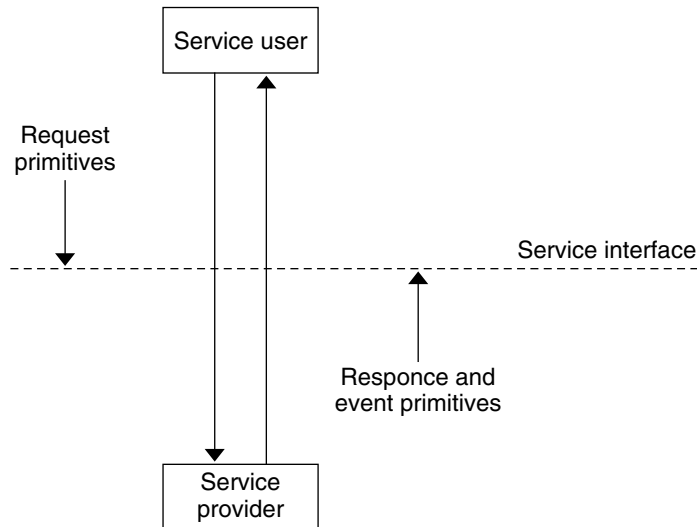 Service user
Request
primitives
Service interface
Responce and
event primitives
Service
provider